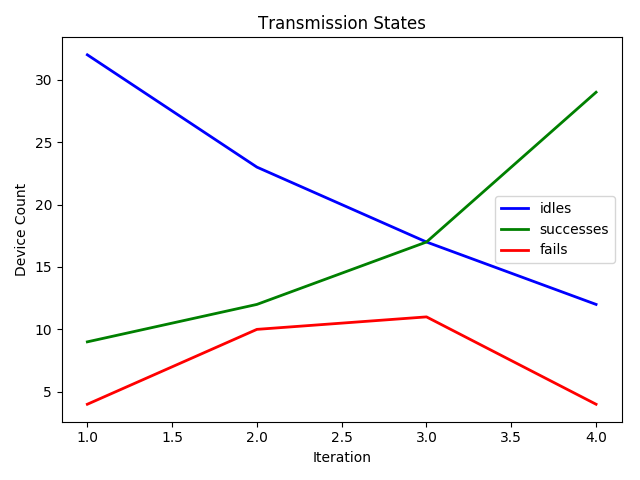 Transmission States
Device Count
30
25
20
15
10
5
idles
successes
fails
1.0 1.5 2.0 2.5 3.0 3.5 4.0
Iteration